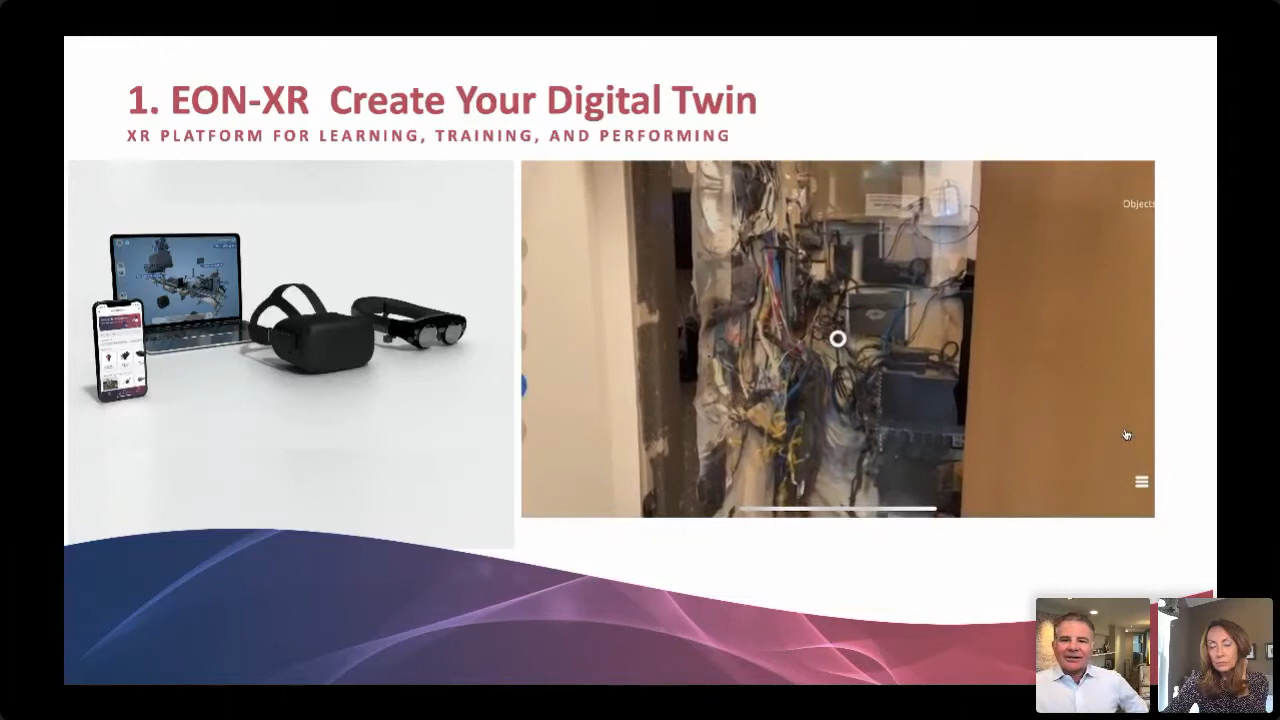 1. EON-XR  Create Your Digital Twin
XR PLATFORM FOR LEARNING, TRAINING, AND PERFORMING
Objects